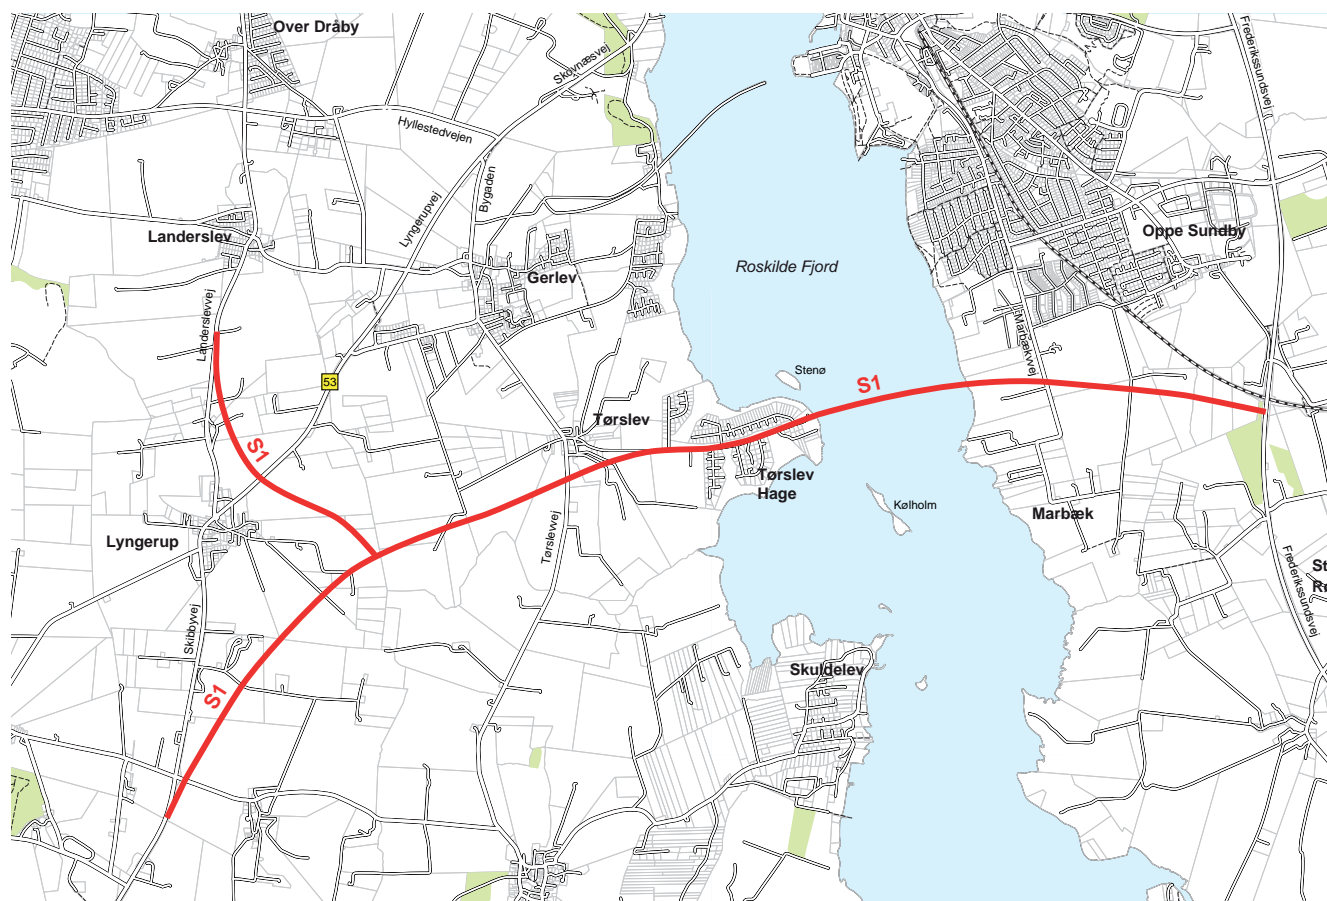 Over Dråby
Skovnæsvej
Frederikssundsvej
Hyllestedvejen
Bygaden
Lyngerupvej
Landerslev
Oppe Sundby
Roskilde Fjord
Gerlev
Landerslevvej
Marbækvej
53
Stenø
S1
Tørslev
S1
Tørslev
Hage
Kølholm
Marbæk
Lyngerup
Tørslevvej
Frederikssundsvej
St
Skibbyvej
Skuldelev
S1